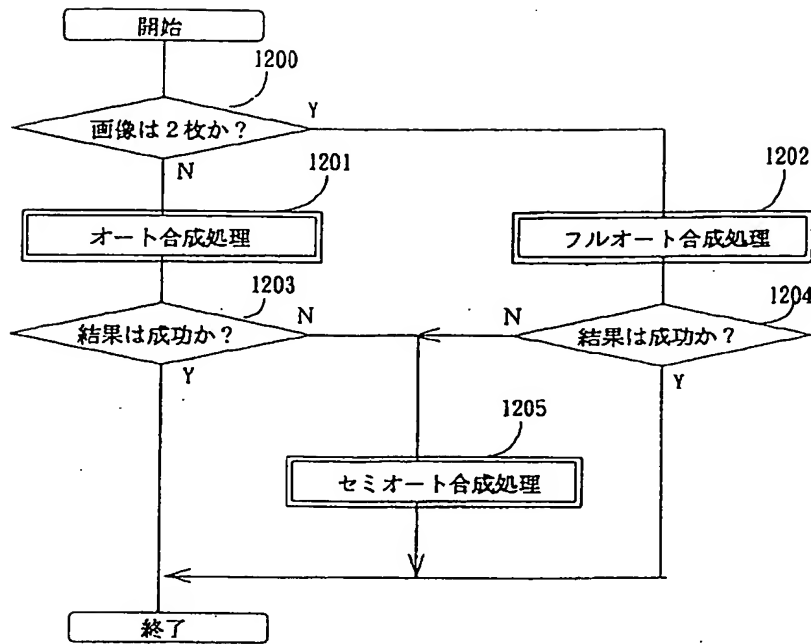 開始
1200
画像は2枚か?
Y
N
1201
1202
オート合成処理
フルオート合成処理
1203
1204
結果は成功か?
N
N
結果は成功か?
Y
Y
1205
セミオート合成処理
終了